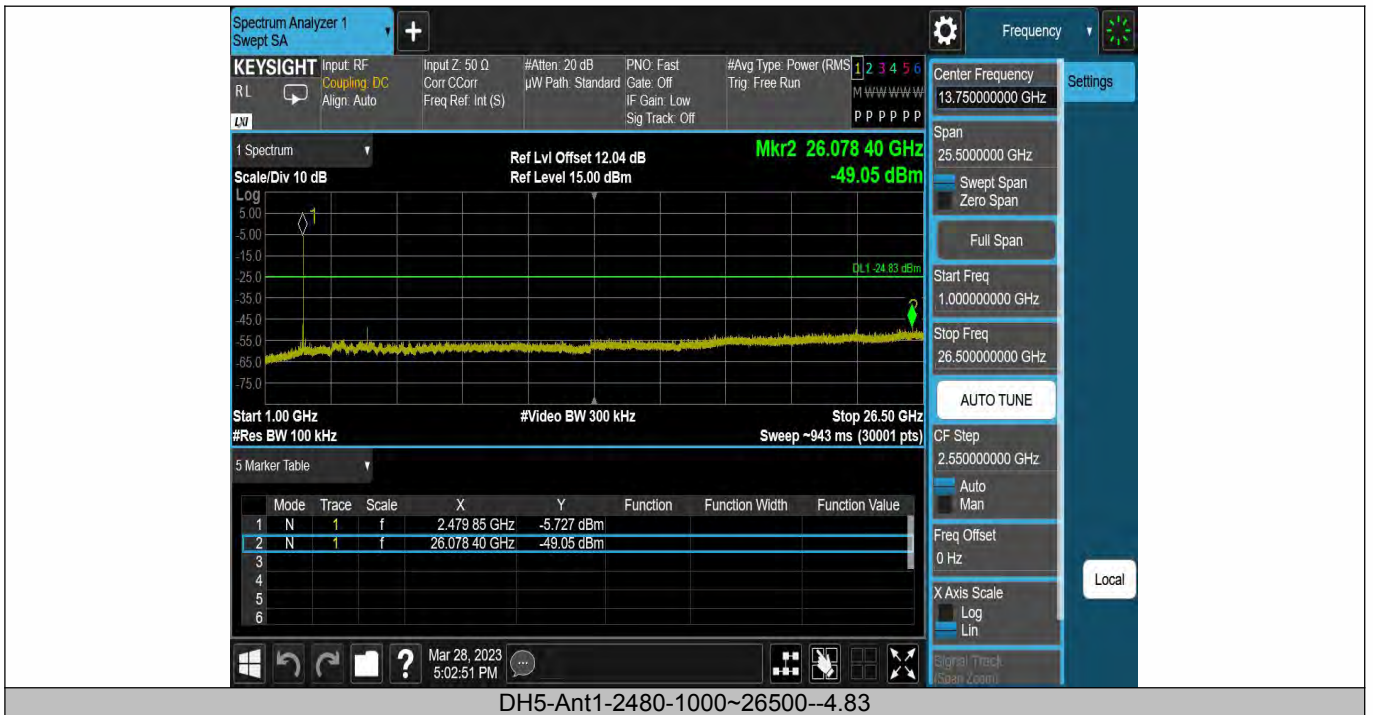 Spectrum Analyzer 1
Swept SA
+
Frequency
KEYSIGHT
RL
LXI
Input: RF
Coupling: DC
Align: Auto
Input Z: 50 Ω
Corr CCorr
Freq Ref: Int (S)
#Atten: 20 dB
µW Path: Standard
PNO: Fast
Gate: Off
IF Gain: Low
Sig Track: Off
#Avg Type: Power (RMS
Trig: Free Run
1 2 3 4 5 6
M W W W W W
P P P P P P
1 Spectrum
Scale/Div 10 dB
Ref Lvl Offset 12.04 dB
Ref Level 15.00 dBm
Mkr2 26.078 40 GHz
-49.05 dBm
Log
5.00
-5.00
-15.0
-25.0
-35.0
-45.0
-55.0
-65.0
-75.0
1
DL1 -24.83 dBm
2
Start 1.00 GHz
#Video BW 300 kHz
Stop 26.50 GHz
#Res BW 100 kHz
Sweep ~943 ms (30001 pts)
5 Marker Table
Mode Trace Scale X Y Function Function Width Function Value
1 N 1 f 2.479 85 GHz -5.727 dBm
2 N 1 f 26.078 40 GHz -49.05 dBm
3
4
5
6
Mar 28, 2023
5:02:51 PM
Center Frequency
13.750000000 GHz
Settings
Span
25.5000000 GHz
Swept Span
Zero Span
Full Span
Start Freq
1.000000000 GHz
Stop Freq
26.500000000 GHz
AUTO TUNE
CF Step
2.550000000 GHz
Auto
Man
Freq Offset
0 Hz
X Axis Scale
Log
Lin
Signal Track
(Span Zoom)
Local
DH5-Ant1-2480-1000~26500--4.83